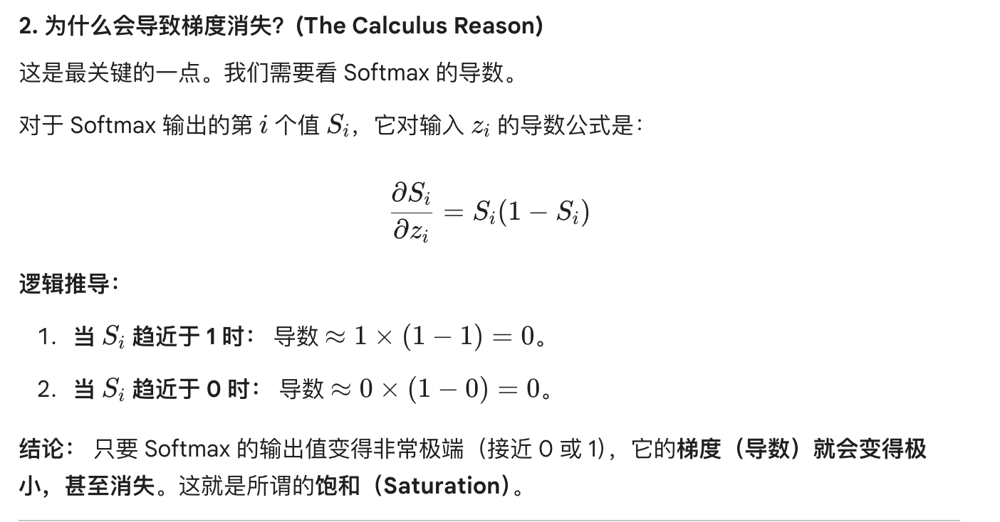 2. 为什么会导致梯度消失？(The Calculus Reason)
这是最关键的一点。我们需要看 Softmax 的导数。
对于 Softmax 输出的第 $i$ 个值 $S_i$，它对输入 $z_i$ 的导数公式是：
$$\frac{\partial S_i}{\partial z_i} = S_i(1 - S_i)$$
逻辑推导：
1. 当 $S_i$ 趋近于 1 时： 导数 $\approx 1 \times (1 - 1) = 0$。
2. 当 $S_i$ 趋近于 0 时： 导数 $\approx 0 \times (1 - 0) = 0$。
结论： 只要 Softmax 的输出值变得非常极端（接近 0 或 1），它的梯度（导数）就会变得极
小，甚至消失。这就是所谓的饱和（Saturation）。